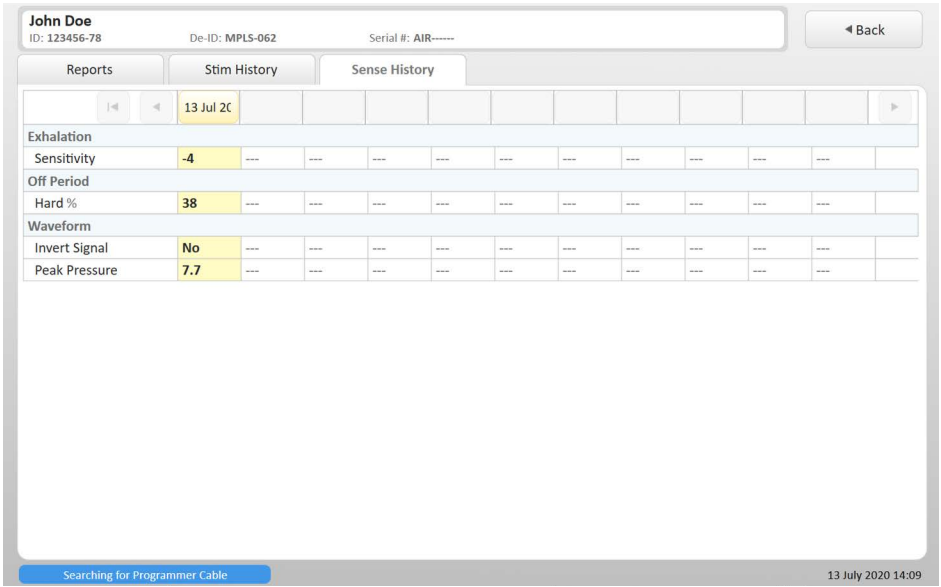 John Doe
ID: 123456-78 De-ID: MPLS-062 Serial #: AIR------
Back
Reports Stim History Sense History
13 Jul 20
Exhalation
Sensitivity -4 --- --- --- --- --- --- --- --- --- ---
Off Period
Hard % 38 --- --- --- --- --- --- --- --- --- ---
Waveform
Invert Signal No --- --- --- --- --- --- --- --- --- ---
Peak Pressure 7.7 --- --- --- --- --- --- --- --- --- ---
Searching for Programmer Cable 13 July 2020 14:09